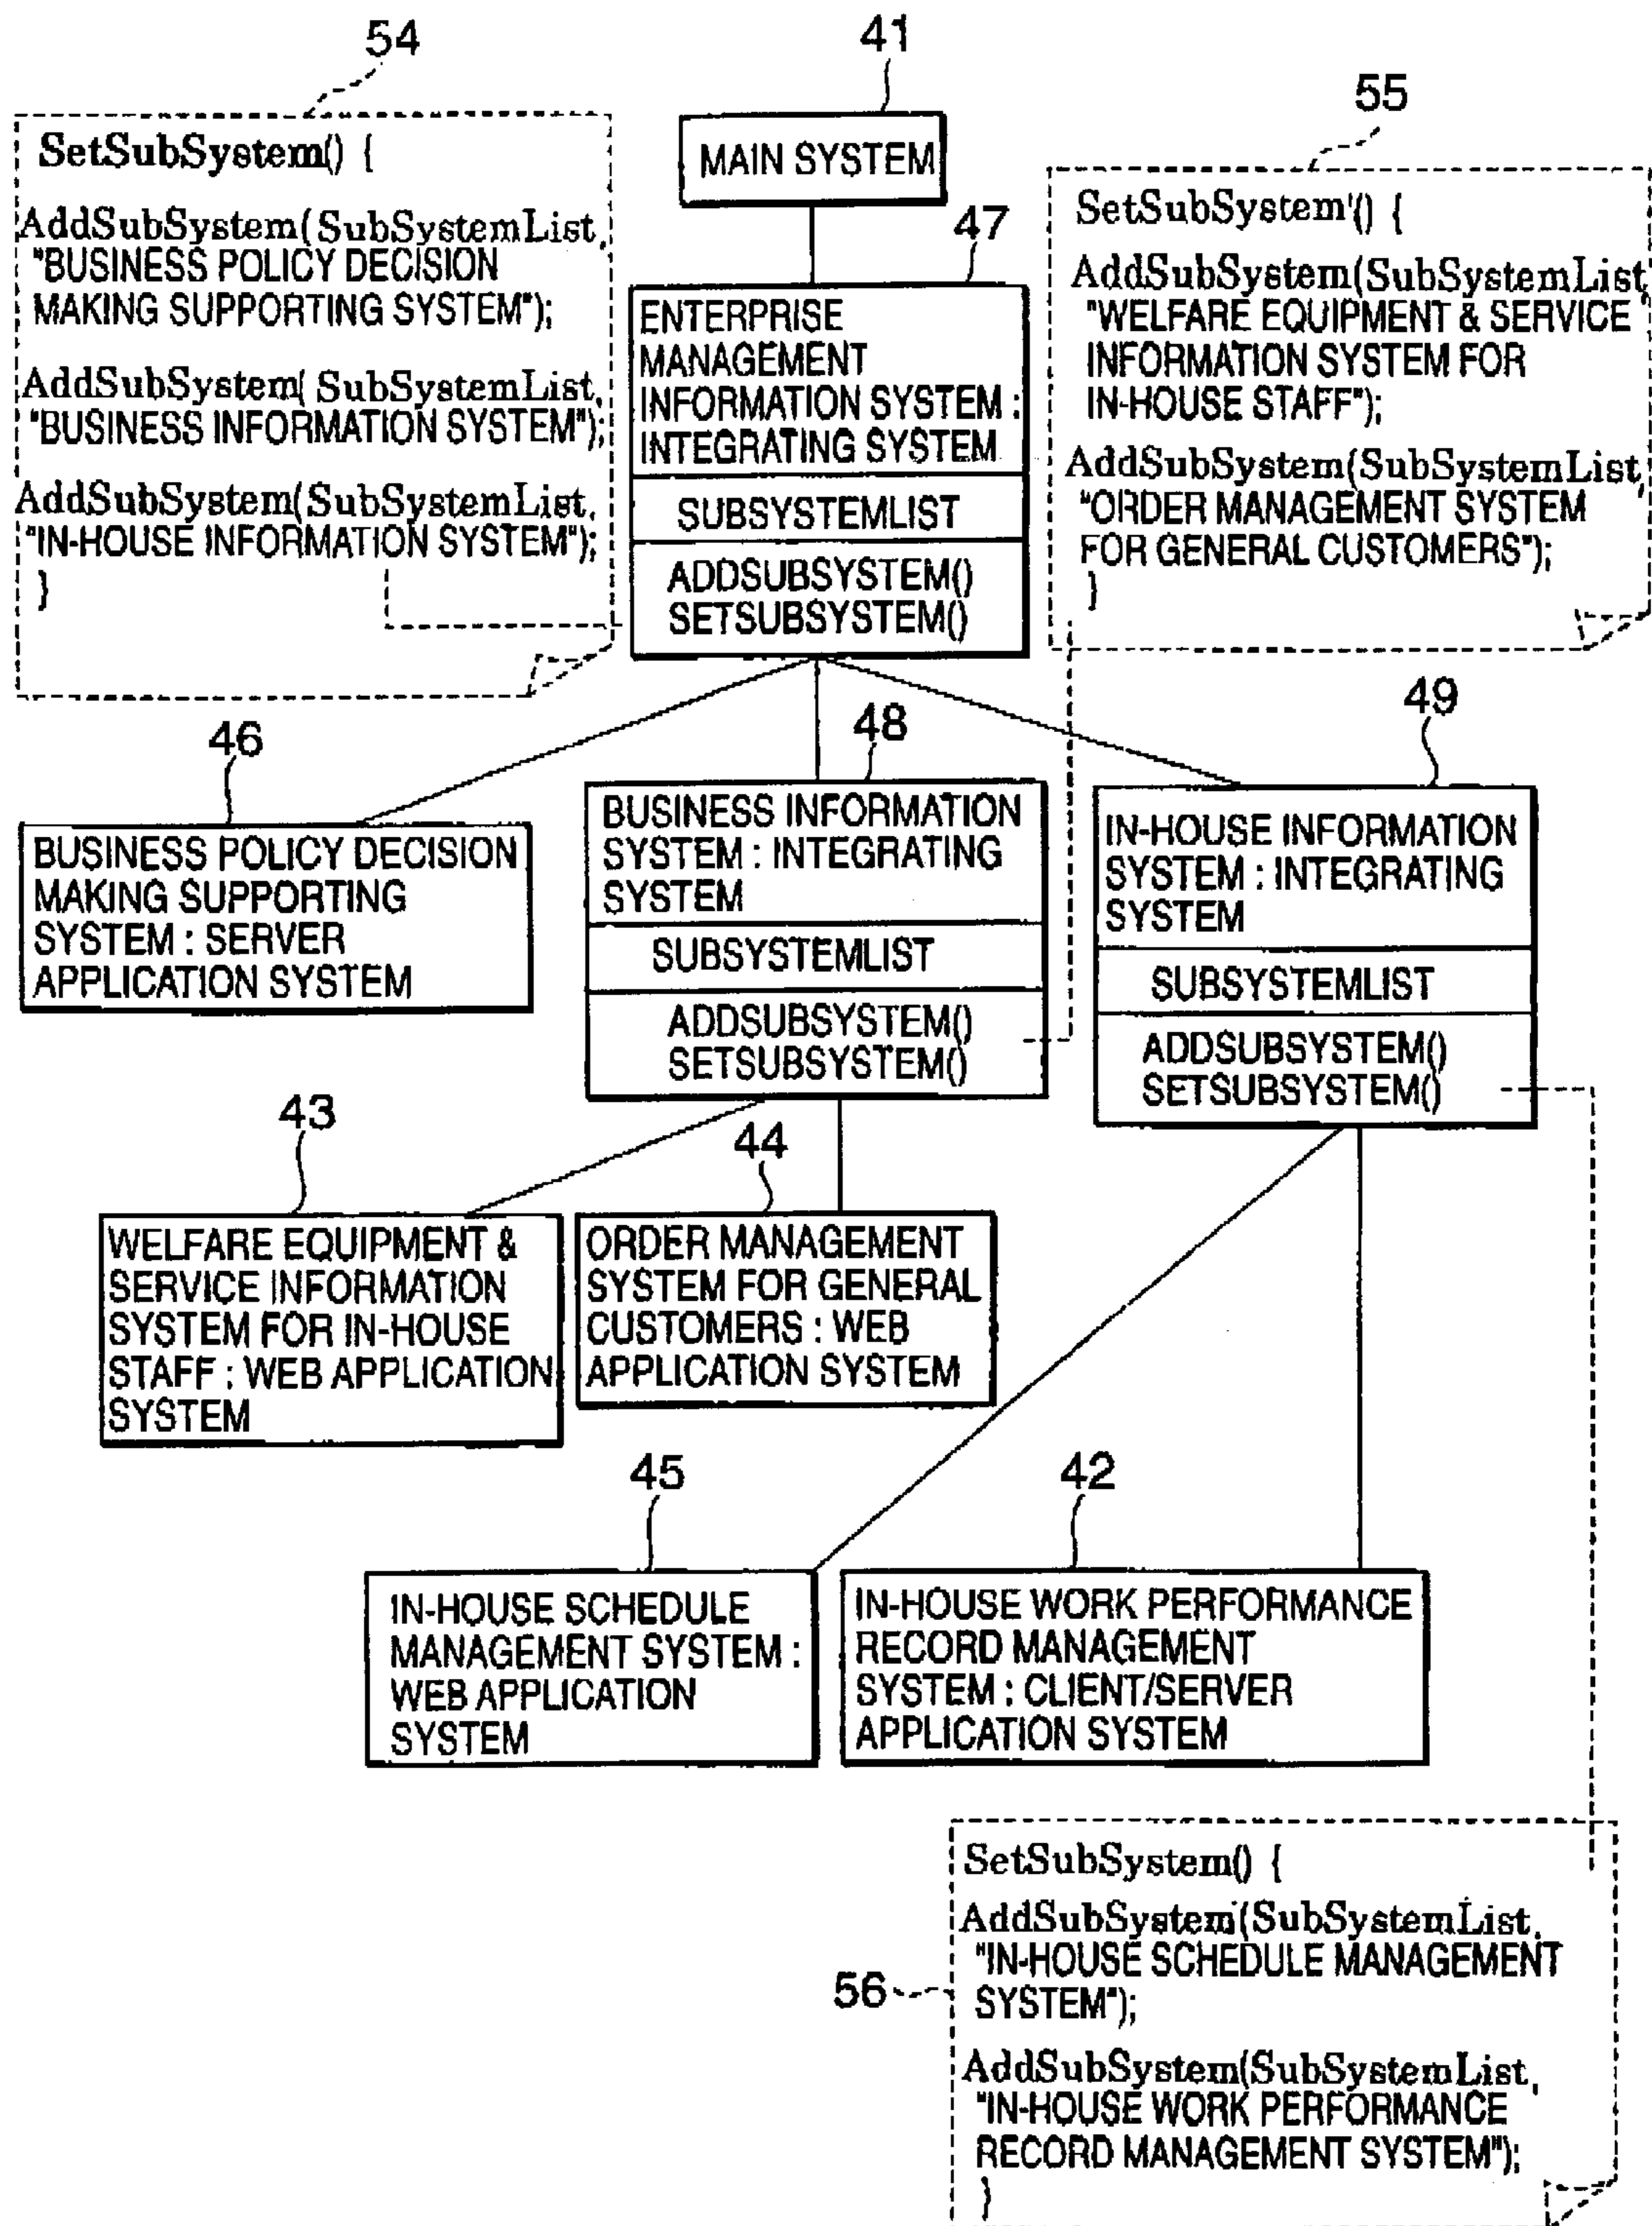 54
41
55
SetSubSystem() {
AddSubSystem(SubSystemList,
"BUSINESS POLICY DECISION
MAKING SUPPORTING SYSTEM");
AddSubSystem( SubSystemList,
"BUSINESS INFORMATION SYSTEM");
AddSubSystem(SubSystemList,
"IN-HOUSE INFORMATION SYSTEM");
}
MAIN SYSTEM
47
ENTERPRISE
MANAGEMENT
INFORMATION SYSTEM :
INTEGRATING SYSTEM
SUBSYSTEMLIST
ADDSUBSYSTEM()
SETSUBSYSTEM()
SetSubSystem'() {
AddSubSystem(SubSystemList,
"WELFARE EQUIPMENT & SERVICE
INFORMATION SYSTEM FOR
IN-HOUSE STAFF");
AddSubSystem(SubSystemList,
"ORDER MANAGEMENT SYSTEM
FOR GENERAL CUSTOMERS");
}
46
BUSINESS POLICY DECISION
MAKING SUPPORTING
SYSTEM : SERVER
APPLICATION SYSTEM
48
BUSINESS INFORMATION
SYSTEM : INTEGRATING
SYSTEM
SUBSYSTEMLIST
ADDSUBSYSTEM()
SETSUBSYSTEM()
49
IN-HOUSE INFORMATION
SYSTEM : INTEGRATING
SYSTEM
SUBSYSTEMLIST
ADDSUBSYSTEM()
SETSUBSYSTEM()
43
WELFARE EQUIPMENT &
SERVICE INFORMATION
SYSTEM FOR IN-HOUSE
STAFF : WEB APPLICATION
SYSTEM
44
ORDER MANAGEMENT
SYSTEM FOR GENERAL
CUSTOMERS : WEB
APPLICATION SYSTEM
45
IN-HOUSE SCHEDULE
MANAGEMENT SYSTEM :
WEB APPLICATION
SYSTEM
42
IN-HOUSE WORK PERFORMANCE
RECORD MANAGEMENT
SYSTEM : CLIENT/SERVER
APPLICATION SYSTEM
56
SetSubSystem() {
AddSubSystem(SubSystemList,
"IN-HOUSE SCHEDULE MANAGEMENT
SYSTEM");
AddSubSystem(SubSystemList,
"IN-HOUSE WORK PERFORMANCE
RECORD MANAGEMENT SYSTEM");
}